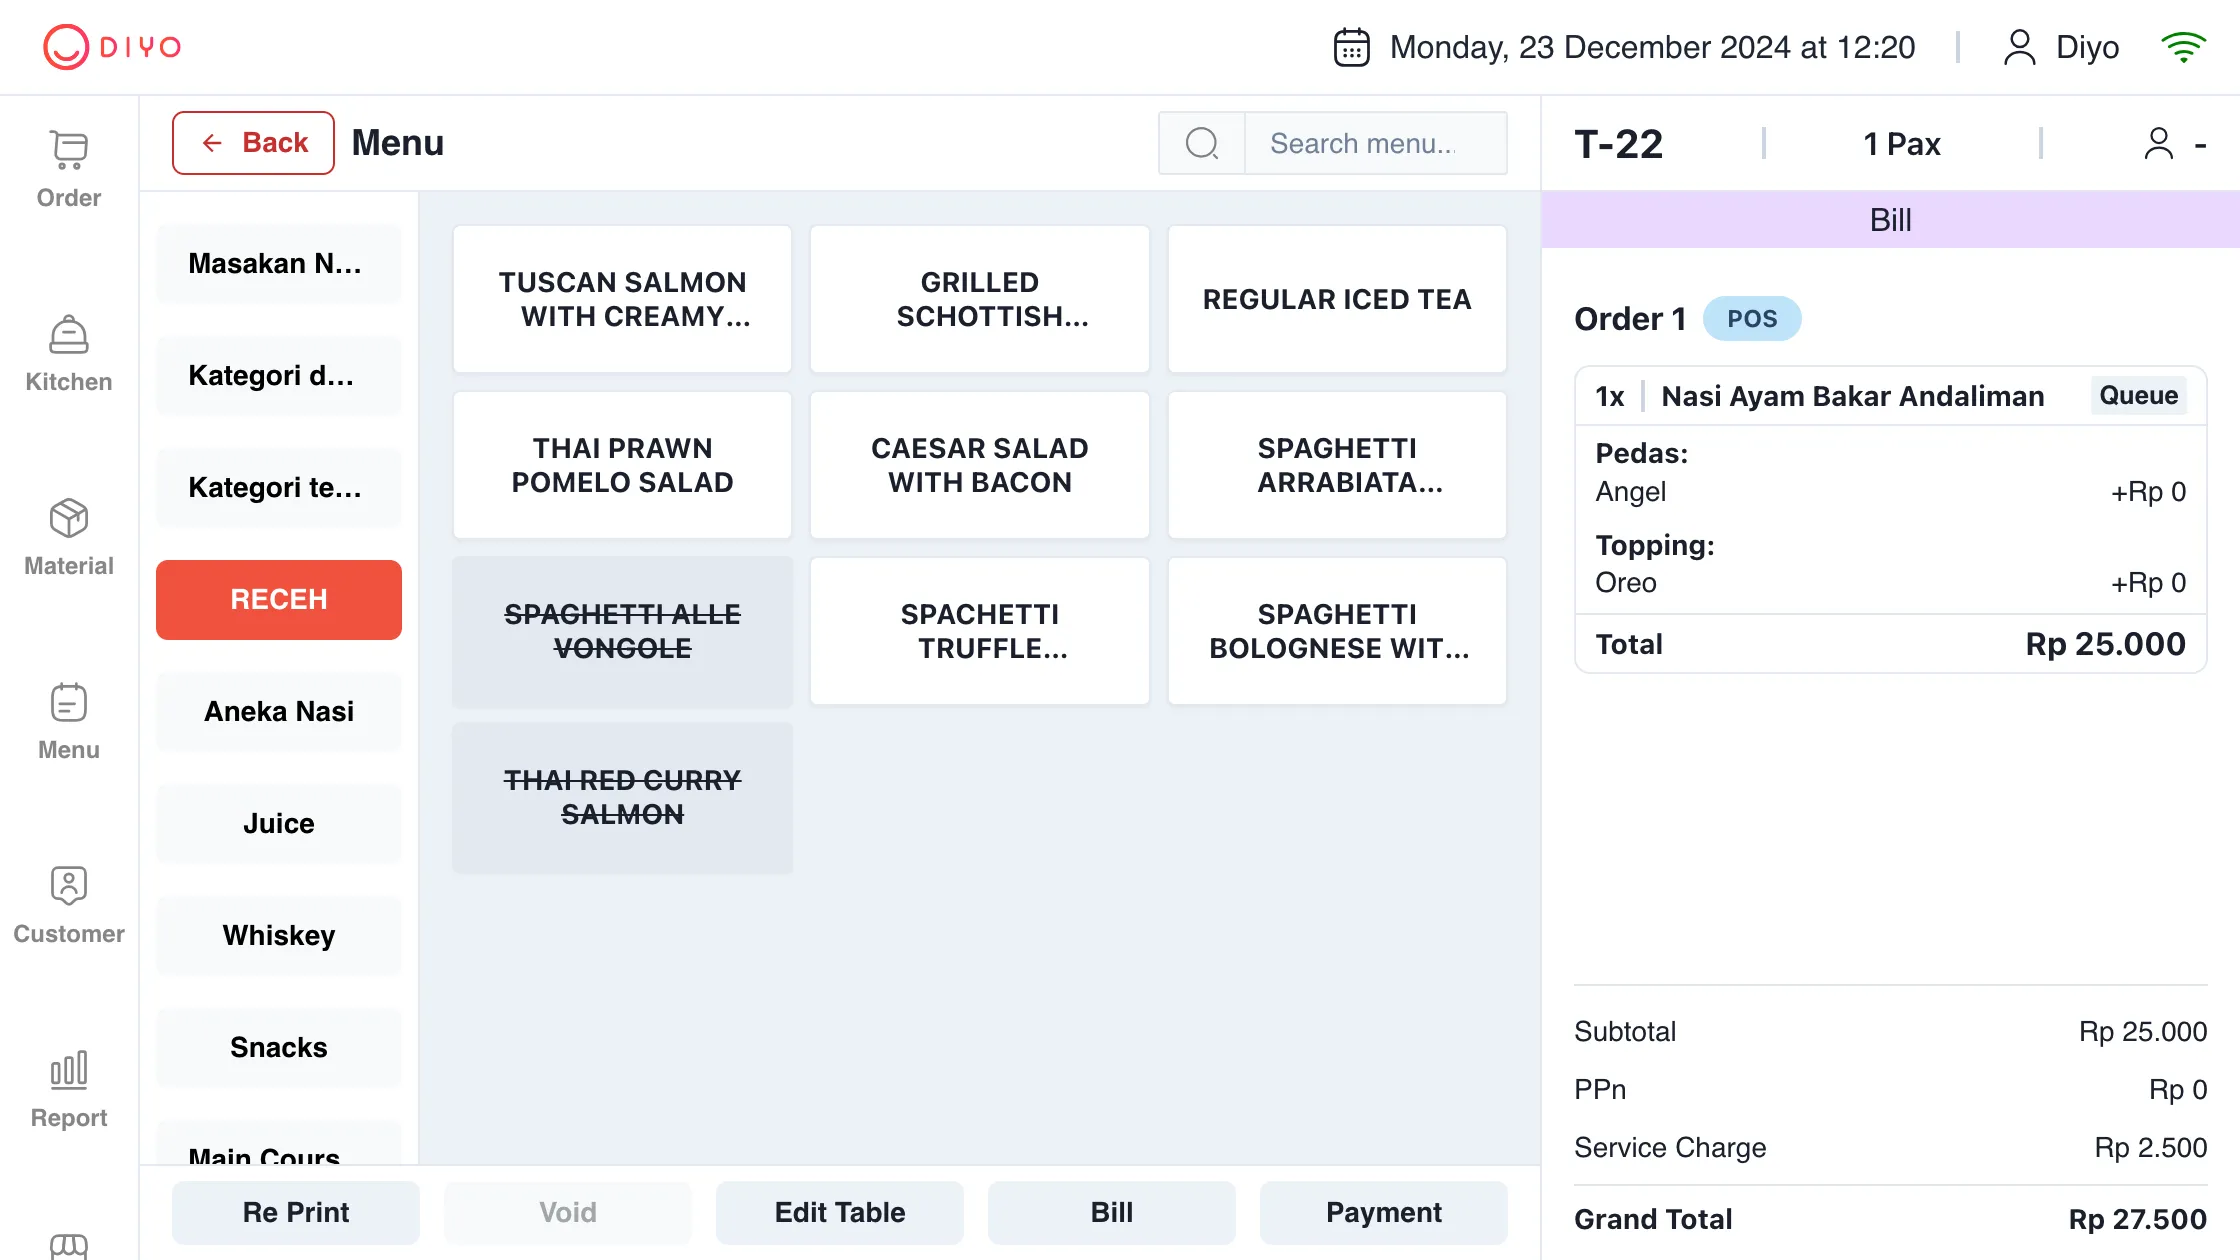 DIYO
Monday, 23 December 2024 at 12:20
Diyo
Order
Kitchen
Material
Menu
Customer
Report
Back
Menu
Search menu...
Masakan N...
Kategori d...
Kategori te...
RECEH
Aneka Nasi
Juice
Whiskey
Snacks
Main Cours
TUSCAN SALMON
WITH CREAMY...
GRILLED
SCHOTTISH...
REGULAR ICED TEA
THAI PRAWN
POMELO SALAD
CAESAR SALAD
WITH BACON
SPAGHETTI
ARRABIATA...
SPAGHETTI ALLE
VONGOLE
SPACHETTI
TRUFFLE...
SPAGHETTI
BOLOGNESE WIT...
THAI RED CURRY
SALMON
Re Print
Void
Edit Table
Bill
Payment
T-22
1 Pax
-
Bill
Order 1
POS
1x
Nasi Ayam Bakar Andaliman
Queue
Pedas:
Angel +Rp 0
Topping:
Oreo +Rp 0
Total Rp 25.000
Subtotal Rp 25.000
PPn Rp 0
Service Charge Rp 2.500
Grand Total Rp 27.500